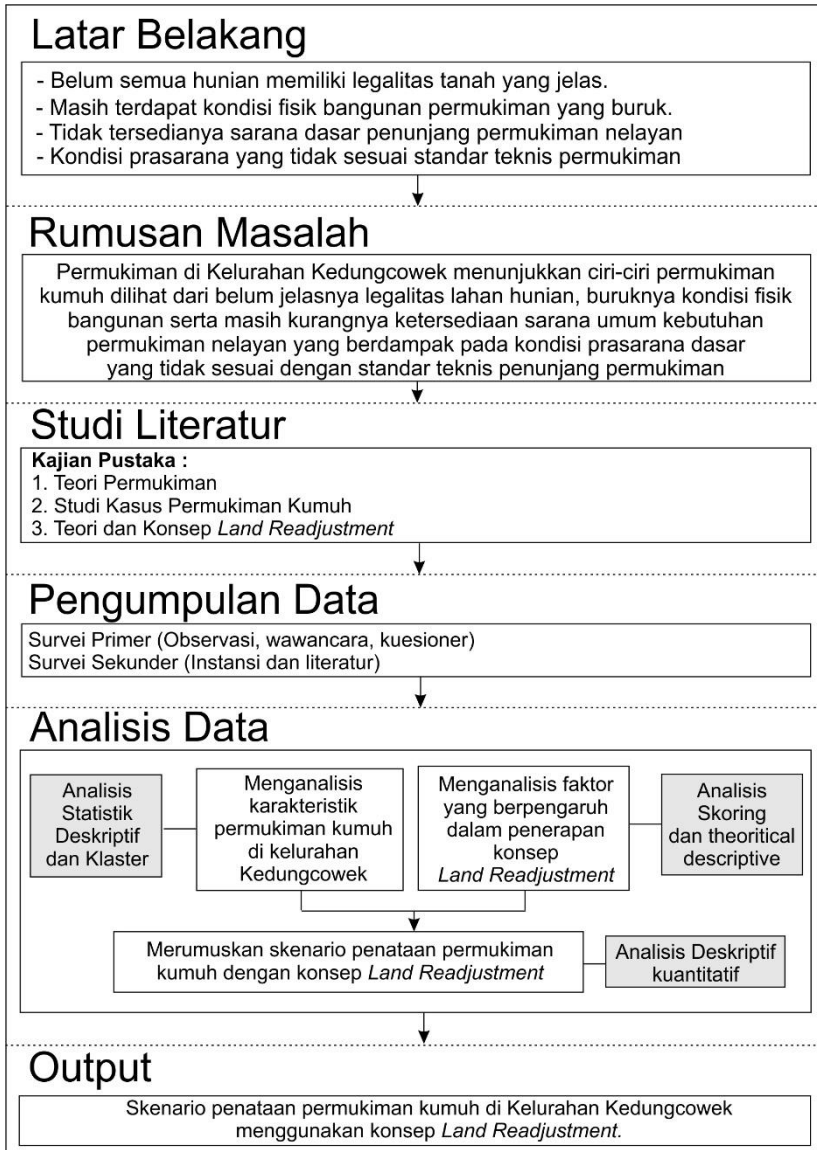 Latar Belakang
- Belum semua hunian memiliki legalitas tanah yang jelas.
- Masih terdapat kondisi fisik bangunan permukiman yang buruk.
- Tidak tersedianya sarana dasar penunjang permukiman nelayan
- Kondisi prasarana yang tidak sesuai standar teknis permukiman
Rumusan Masalah
Permukiman di Kelurahan Kedungcowek menunjukkan ciri-ciri permukiman
kumuh dilihat dari belum jelasnya legalitas lahan hunian, buruknya kondisi fisik
bangunan serta masih kurangnya ketersediaan sarana umum kebutuhan
permukiman nelayan yang berdampak pada kondisi prasarana dasar
yang tidak sesuai dengan standar teknis penunjang permukiman
Studi Literatur
Kajian Pustaka :
1. Teori Permukiman
2. Studi Kasus Permukiman Kumuh
3. Teori dan Konsep Land Readjustment
Pengumpulan Data
Survei Primer (Observasi, wawancara, kuesioner)
Survei Sekunder (Instansi dan literatur)
Analisis Data
Analisis
Statistik
Deskriptif
dan Klaster
Menganalisis
karakteristik
permukiman kumuh
di kelurahan
Kedungcowek
Menganalisis faktor
yang berpengaruh
dalam penerapan
konsep
Land Readjustment
Analisis
Skoring
dan theoritical
descriptive
Merumuskan skenario penataan permukiman
kumuh dengan konsep Land Readjustment
Analisis Deskriptif
kuantitatif
Output
Skenario penataan permukiman kumuh di Kelurahan Kedungcowek
menggunakan konsep Land Readjustment.